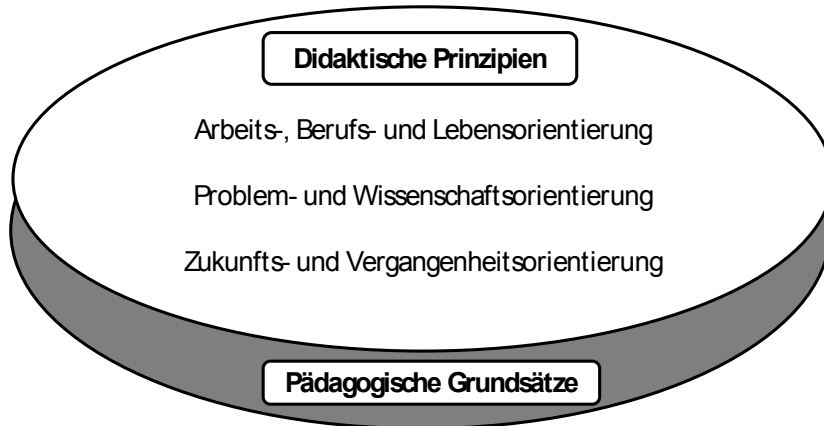 Didaktische Prinzipien
Arbeits-, Berufs- und Lebensorientierung
Problem- und Wissenschaftsorientierung
Zukunfts- und Vergangenheitsorientierung
Pädagogische Grundsätze